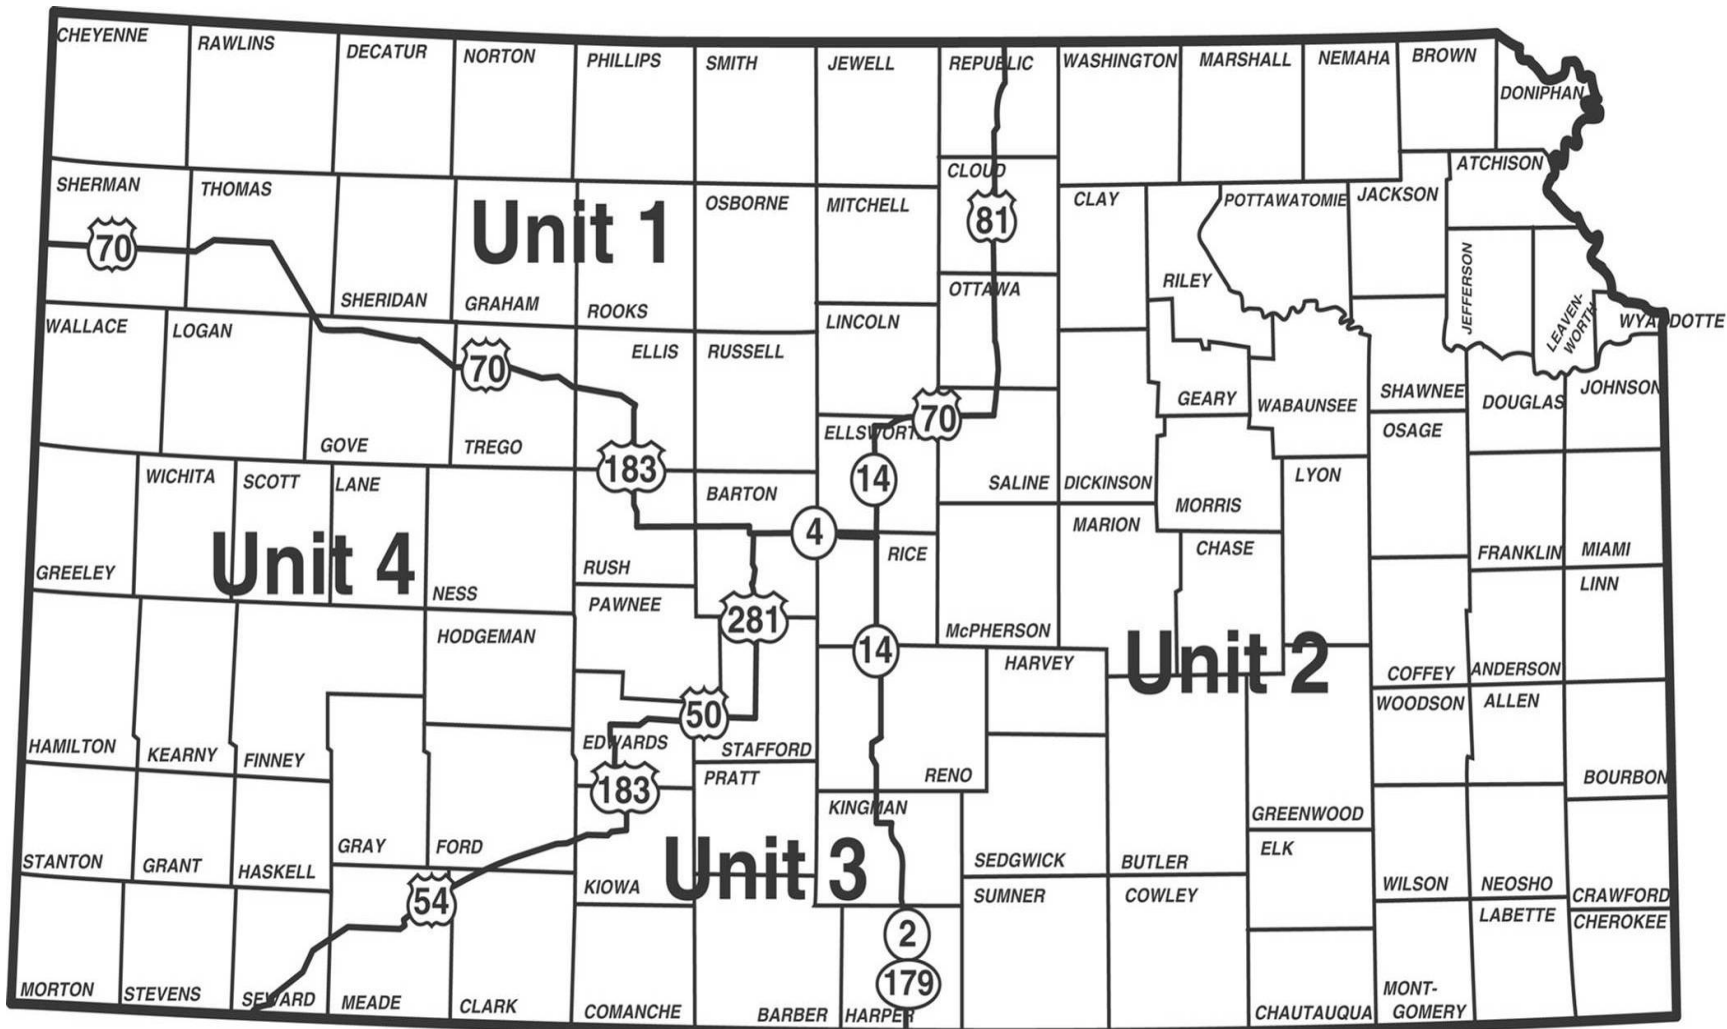 CHEYENNE
RAWLINS
DECATUR
NORTON
PHILLIPS
SMITH
JEWELL
REPUBLIC
WASHINGTON
MARSHALL
NEMAHA
BROWN
DONIPHAN
SHERMAN
THOMAS
SHERIDAN
GRAHAM
ROOKS
OSBORNE
MITCHELL
CLOUD
CLAY
RILEY
POTTAWATOMIE
JACKSON
ATCHISON
70
Unit 1
81
OTTAWA
JEFFERSON
LEAVEN-
WORTH
WYANDOTTE
WALLACE
LOGAN
GOVE
TREGO
70
ELLIS
RUSSELL
LINCOLN
ELLSWORTH
70
SALINE
DICKINSON
GEARY
WABAUNSEE
SHAWNEE
DOUGLAS
JOHNSON
183
14
GREELEY
WICHITA
SCOTT
LANE
NESS
Unit 4
RUSH
BARTON
4
RICE
McPHERSON
MARION
MORRIS
CHASE
LYON
OSAGE
FRANKLIN
MIAMI
PAWNEE
281
14
HARVEY
Unit 2
COFFEY
ANDERSON
LINN
HAMILTON
KEARNY
FINNEY
HODGEMAN
EDWARDS
50
STAFFORD
RENO
WOODSON
ALLEN
BOURBON
183
PRATT
KINGMAN
SEDGWICK
BUTLER
GREENWOOD
STANTON
GRANT
HASKELL
GRAY
FORD
KIOWA
Unit 3
SUMNER
COWLEY
ELK
WILSON
NEOSHO
CRAWFORD
54
2
179
LABETTE
CHEROKEE
MORTON
STEVENS
SEWARD
MEADE
CLARK
COMANCHE
BARBER
HARPER
CHAUTAUQUA
MONT-
GOMERY